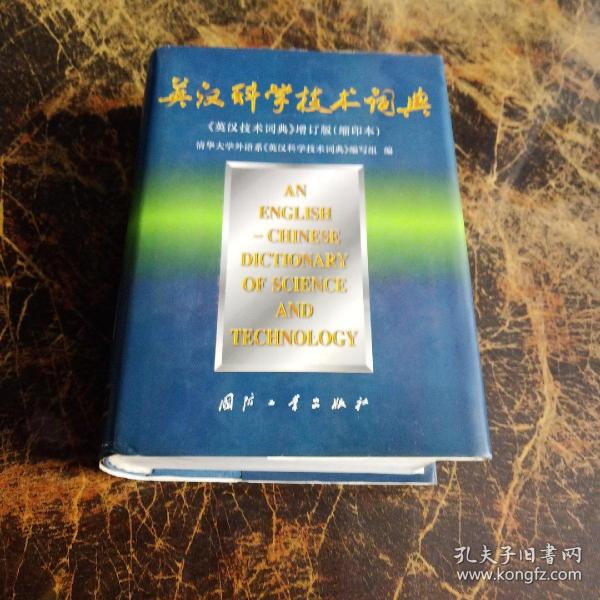 英汉科学技术词典
《英汉技术词典》增订版(缩印本)
清华大学外语系《英汉科学技术词典》编写组 编
AN
ENGLISH
- CHINESE
DICTIONARY
OF SCIENCE
AND
TECHNOLOGY
国防工业出版社
孔夫子旧书网
www.kongfz.com